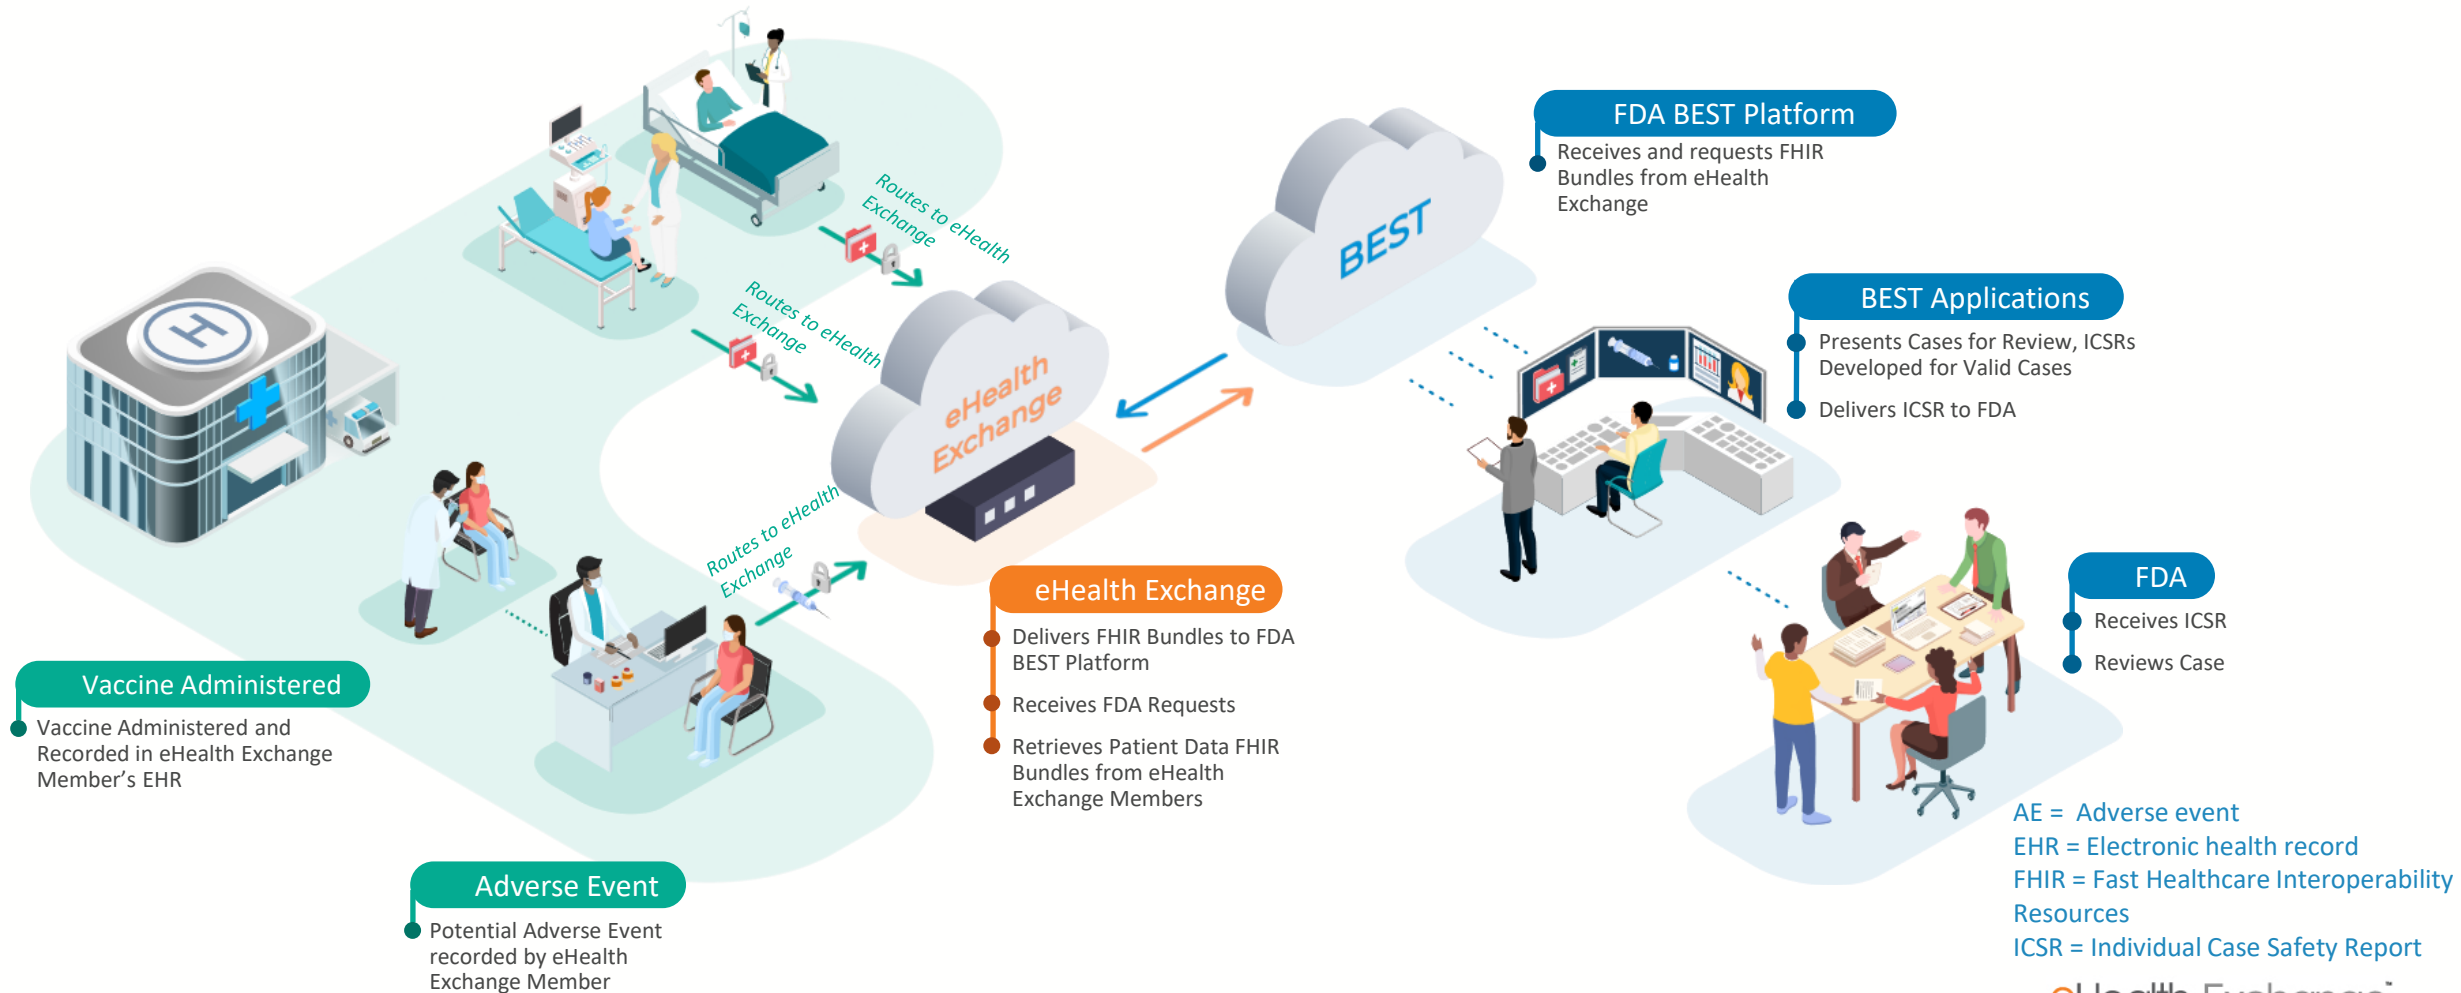 Routes to eHealth
Exchange
Routes to eHealth
Exchange
Routes to eHealth
Exchange
H
eHealth
Exchange
BEST
FDA BEST Platform
Receives and requests FHIR
Bundles from eHealth
Exchange
BEST Applications
Presents Cases for Review, ICSRs
Developed for Valid Cases
Delivers ICSR to FDA
FDA
Receives ICSR
Reviews Case
eHealth Exchange
Delivers FHIR Bundles to FDA
BEST Platform
Receives FDA Requests
Retrieves Patient Data FHIR
Bundles from eHealth
Exchange Members
Vaccine Administered
Vaccine Administered and
Recorded in eHealth Exchange
Member's EHR
Adverse Event
Potential Adverse Event
recorded by eHealth
Exchange Member
AE = Adverse event
EHR = Electronic health record
FHIR = Fast Healthcare Interoperability
Resources
ICSR = Individual Case Safety Report
eHealth Exchange™